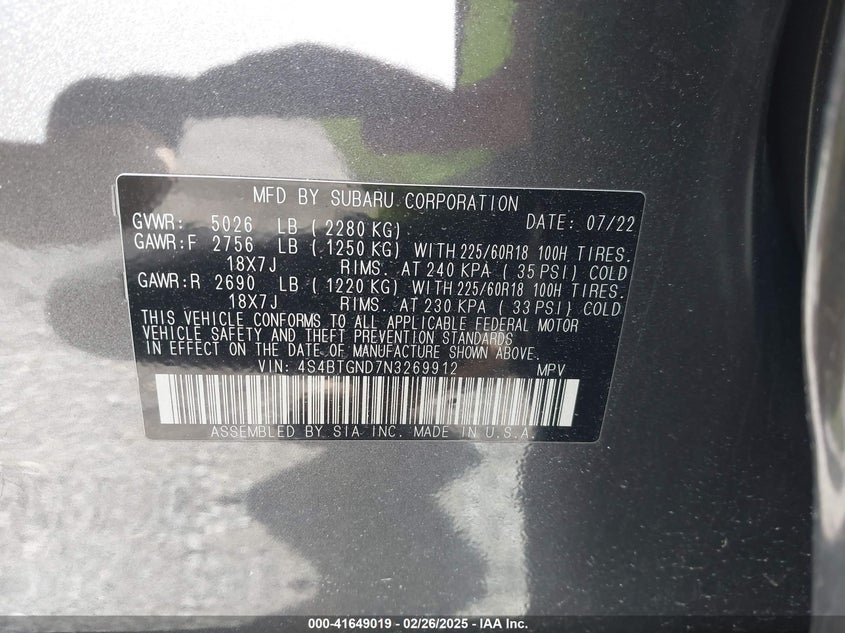 MFD BY SUBARU CORPORATION DATE: 07/22
GVWR: 5026 LB ( 2280 KG)
GAWR:F 2756 LB ( 1250 KG) WITH 225/60R18 100H TIRES.
18X7J RIMS. AT 240 KPA ( 35 PSI) COLD
GAWR:R 2690 LB ( 1220 KG) WITH 225/60R18 100H TIRES.
18X7J RIMS. AT 230 KPA ( 33 PSI) COLD
THIS VEHICLE CONFORMS TO ALL APPLICABLE FEDERAL MOTOR
VEHICLE SAFETY AND THEFT PREVENTION STANDARDS
IN EFFECT ON THE DATE OF MANUFACTURE SHOWN ABOVE.
VIN: 4S4BTGND7N3269912 MPV
ASSEMBLED BY SIA INC. MADE IN U.S.A.
000-41649019 - 02/26/2025 - IAA Inc.